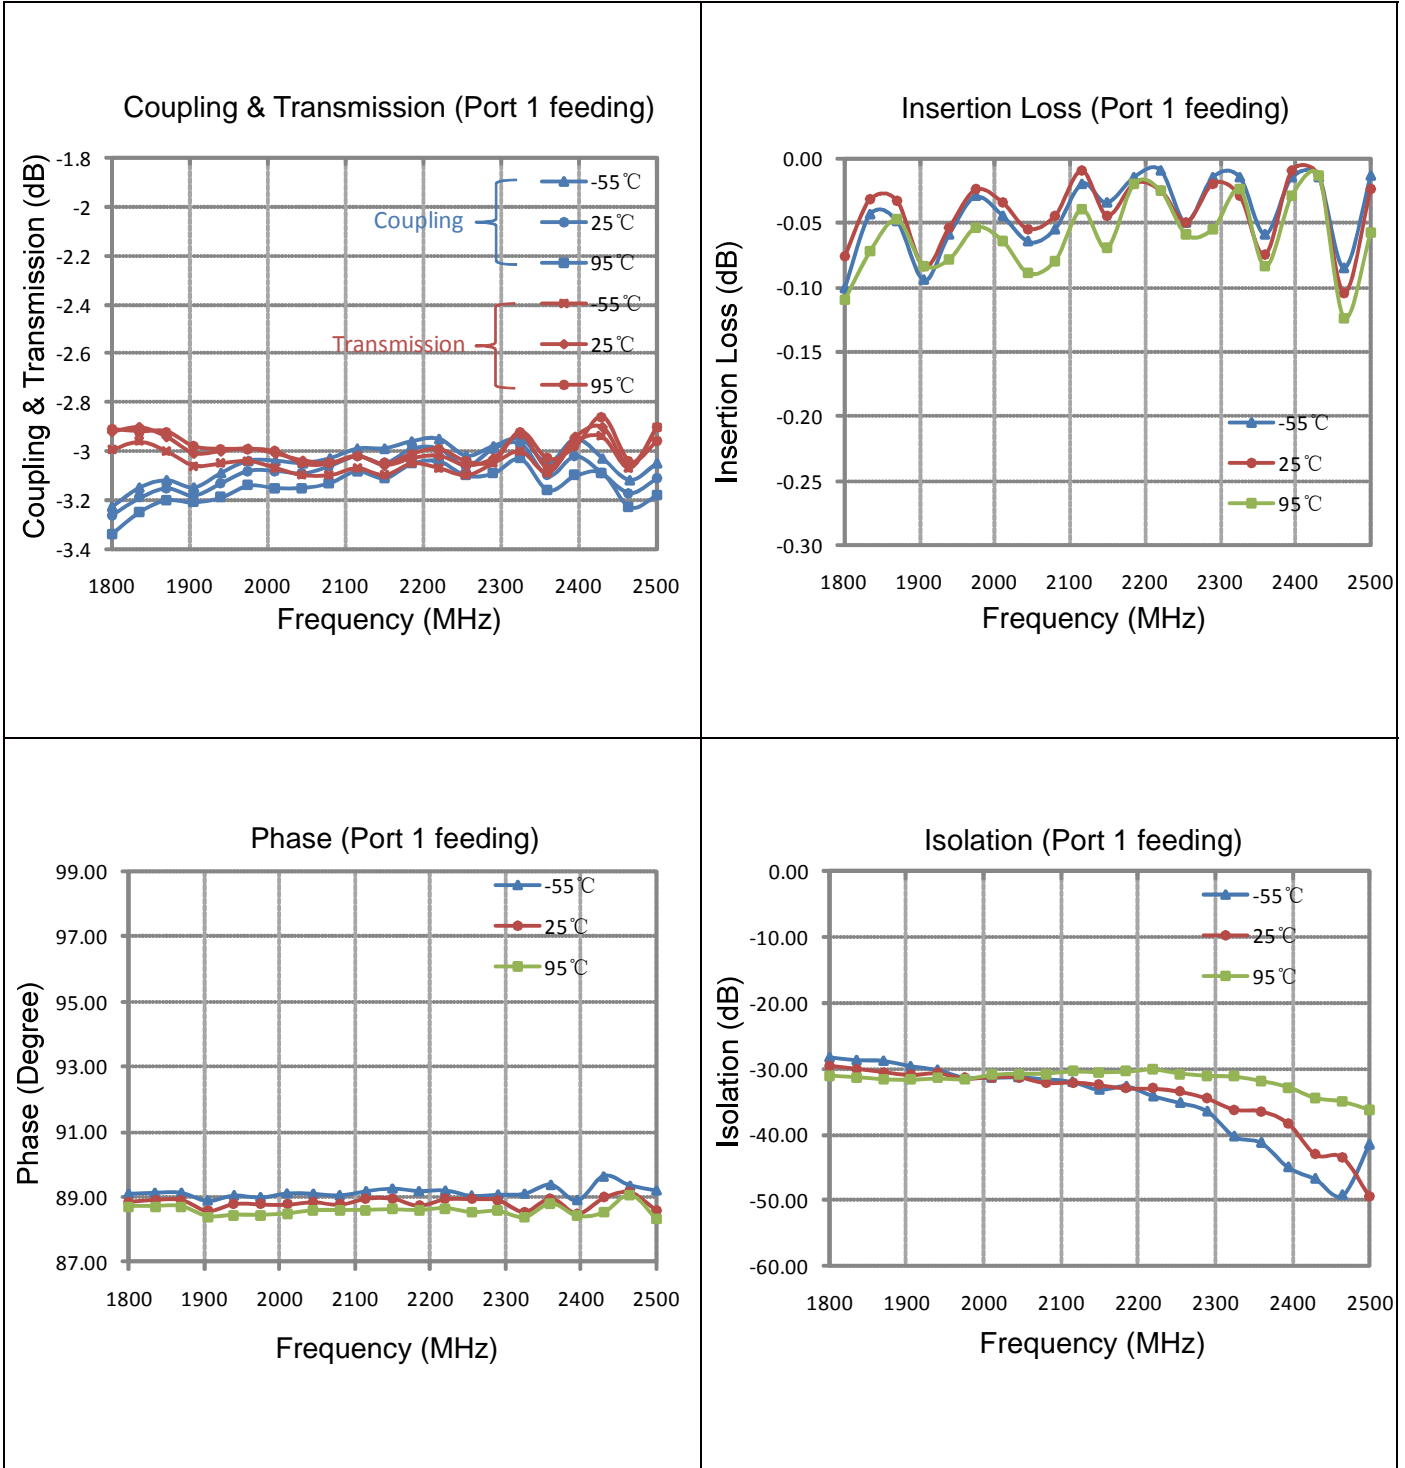 Coupling & Transmission (Port 1 feeding)
Coupling & Transmission (dB)
-1.8
-2
-2.2
-2.4
-2.6
-2.8
-3
-3.2
-3.4
Coupling
-55℃
25℃
95℃
Transmission
-55℃
25℃
95℃
1800 1900 2000 2100 2200 2300 2400 2500
Frequency (MHz)
Insertion Loss (Port 1 feeding)
Insertion Loss (dB)
0.00
-0.05
-0.10
-0.15
-0.20
-0.25
-0.30
-55℃
25℃
95℃
1800 1900 2000 2100 2200 2300 2400 2500
Frequency (MHz)
Phase (Port 1 feeding)
Phase (Degree)
99.00
97.00
95.00
93.00
91.00
89.00
87.00
-55℃
25℃
95℃
1800 1900 2000 2100 2200 2300 2400 2500
Frequency (MHz)
Isolation (Port 1 feeding)
Isolation (dB)
0.00
-10.00
-20.00
-30.00
-40.00
-50.00
-60.00
-55℃
25℃
95℃
1800 1900 2000 2100 2200 2300 2400 2500
Frequency (MHz)